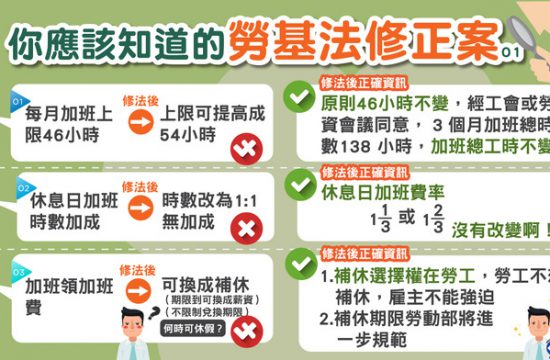 你應該知道的勞基法修正案01
01
每月加班上
限46小時
修法後
上限可提高成
54小時
修法後正確資訊
原則46小時不變，經工會或勞
資會議同意，3個月加班總時
數138 小時，加班總工時不變
02
休息日加班
時數加成
修法後
時數改為1:1
無加成
修法後正確資訊
休息日加班費率
1 1/3 或 1 2/3 沒有改變啊！
03
加班領加班
費
修法後
可換成補休
（期限到可換成薪資）
（不限制兌換期限）
何時可休假？
修法後正確資訊
1.補休選擇權在勞工，勞工不
補休，雇主不能強迫
2.補休期限勞動部將進
一步規範